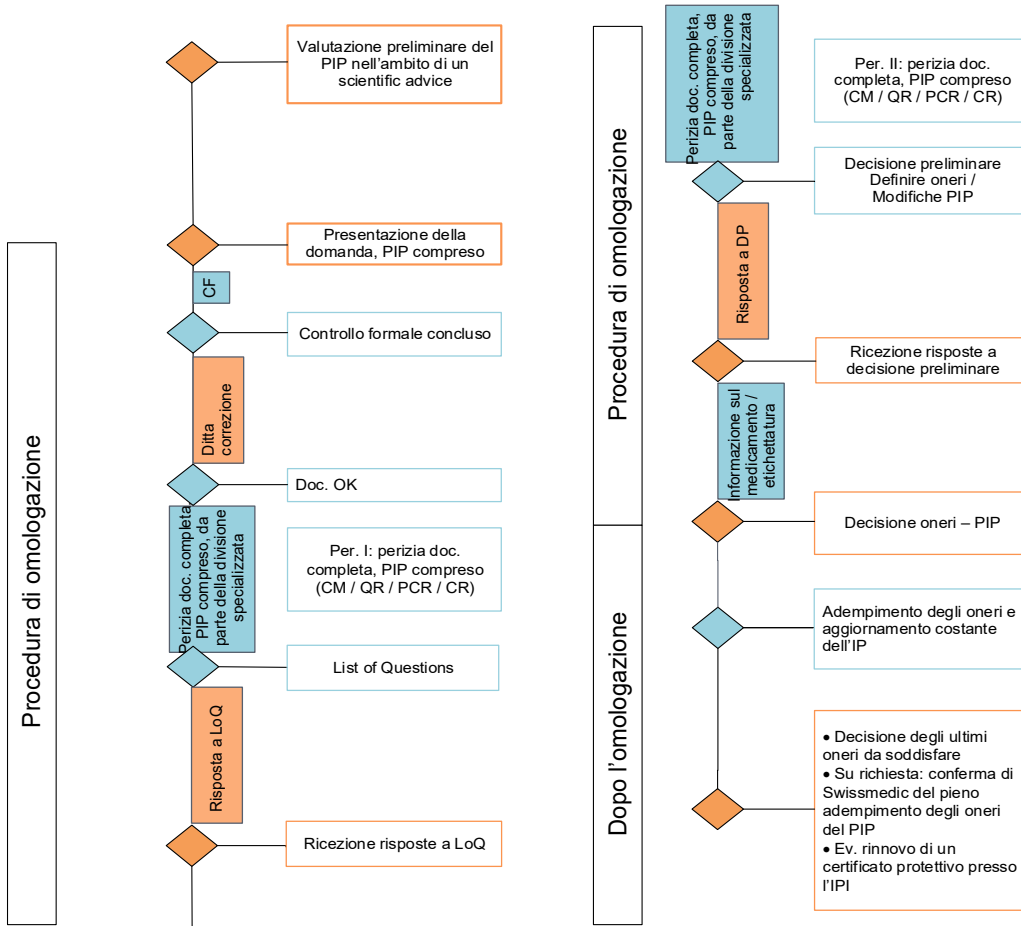 Procedura di omologazione
Valutazione preliminare del
PIP nell'ambito di un
scientific advice
Presentazione della
domanda, PIP compreso
CF
Controllo formale concluso
Ditta
correzione
Doc. OK
Perizia doc. completa,
PIP compreso, da
parte della divisione
specializzata
Per. I: perizia doc.
completa, PIP compreso
(CM / QR / PCR / CR)
List of Questions
Risposta a LoQ
Ricezione risposte a LoQ
Procedura di omologazione
Perizia doc. completa,
PIP compreso, da
parte della divisione
specializzata
Per. II: perizia doc.
completa, PIP compreso
(CM / QR / PCR / CR)
Decisione preliminare
Definire oneri /
Modifiche PIP
Risposta a DP
Ricezione risposte a
decisione preliminare
Informazione sul
medicamento /
etichettatura
Decisione oneri – PIP
Dopo l'omologazione
Adempimento degli oneri e
aggiornamento costante
dell'IP
• Decisione degli ultimi
oneri da soddisfare
• Su richiesta: conferma di
Swissmedic del pieno
adempimento degli oneri
del PIP
• Ev. rinnovo di un
certificato protettivo presso
l'IPI